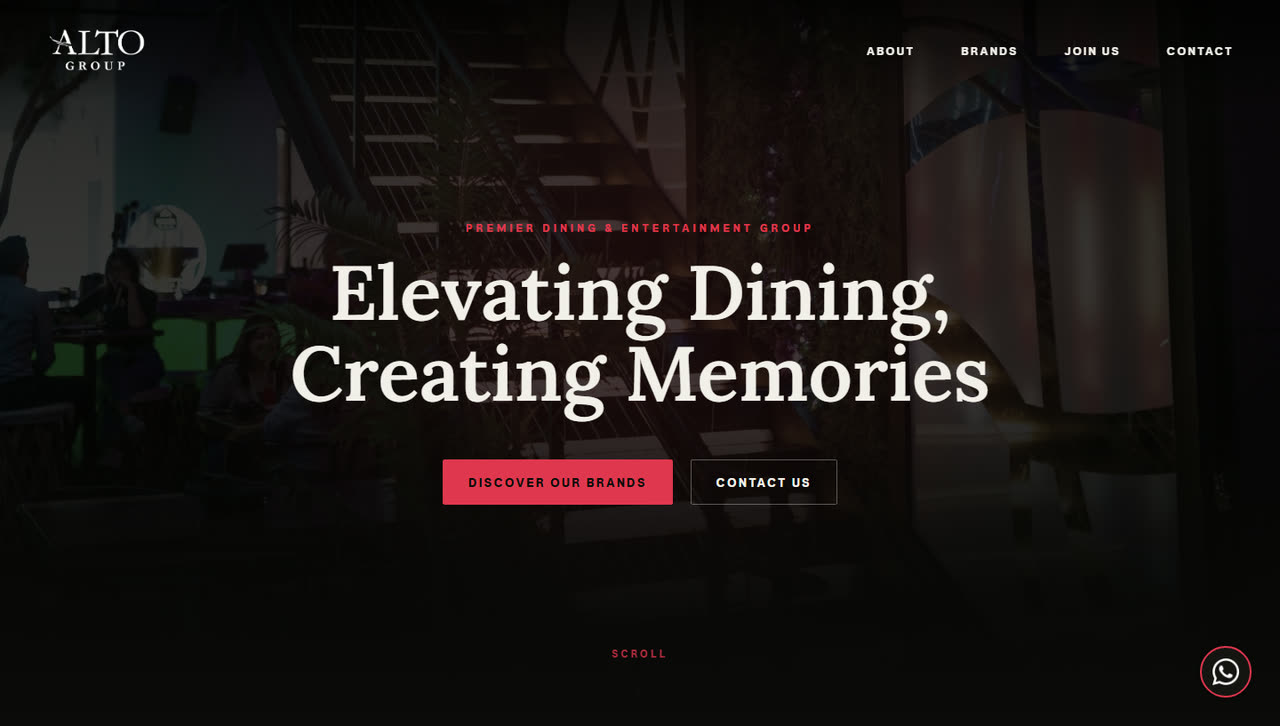 ALTO
GROUP
ABOUT
BRANDS
JOIN US
CONTACT
PREMIER DINING & ENTERTAINMENT GROUP
Elevating Dining,
Creating Memories
DISCOVER OUR BRANDS
CONTACT US
SCROLL